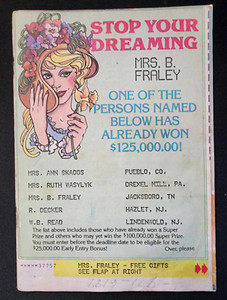 STOP YOUR
DREAMING
MRS. B.
FRALEY
ONE OF THE
PERSONS NAMED
BELOW HAS
ALREADY WON
$125,000.00!
MRS. ANN SKAGGS PUEBLO, CO.
MRS. RUTH WASYLYK DREXEL HILL, PA.
MRS. B. FRALEY JACKSBORO, TN
R. DECKER HAZLET, NJ.
W.B. READ LINDENWOLD, NJ.
The list above includes those who have already won a Super
Prize and others who may yet win the $100,000.00 Super Prize.
You must enter before the deadline date to be eligible for the
$25,000.00 Early Entry Bonus! Over, please
MRS. FRALEY - FREE GIFTS
SEE FLAP AT RIGHT